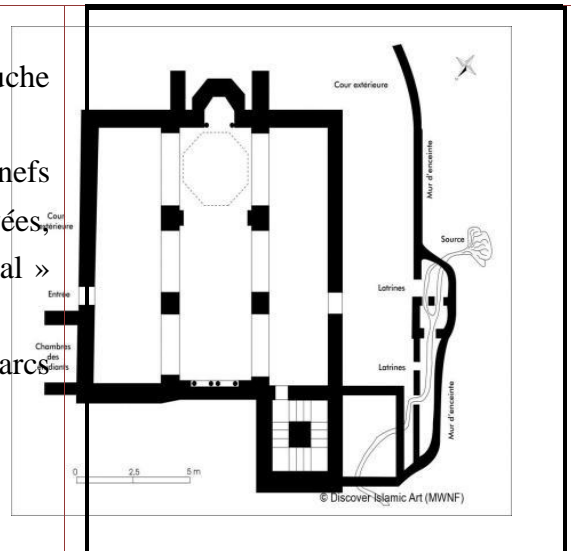 uche
nefs
ées,
al »
arcs
Cour extérieure
Mur d'enceinte
Source
Cour
extérieure
Latrines
Entrée
Chambres
des
étudiants
Latrines
Mur d'enceinte
0 2,5 5 m
© Discover Islamic Art (MWNF)